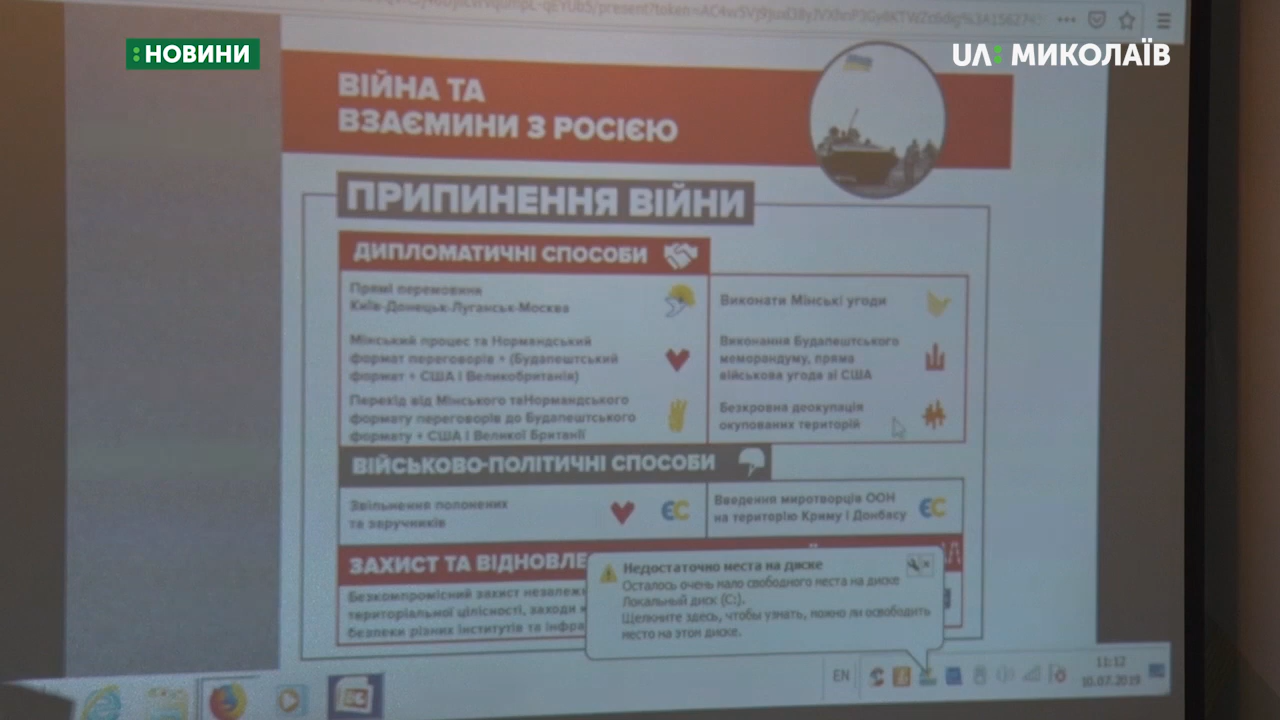 :НОВИНИ
UA: МИКОЛАЇВ
ВІЙНА ТА
ВЗАЄМИНИ З РОСІЄЮ
ПРИПИНЕННЯ ВІЙНИ
ДИПЛОМАТИЧНІ СПОСОБИ
Прямі перемовини
Київ-Донецьк-Луганськ-Москва
Мінський процес та Нормандський
формат переговорів + (Будапештський
формат + США і Великобританія)
Перехід від Мінського таНормандського
формату переговорів до Будапештського
формату + США і Великої Британії
Виконати Мінські угоди
Виконання Будапештського
меморандуму, пряма
військова угода зі США
Безкровна деокупація
окупованих територій
ВІЙСЬКОВО-ПОЛІТИЧНІ СПОСОБИ
Звільнення полонених
та заручників
ЄС
Введення миротворців ООН
на територію Криму і Донбасу
ЄС
ЗАХИСТ ТА ВІДНОВЛЕ
Безкомпромісний захист незалеж
територіальної цілісності, заходи
безпеки різних інститутів та інфра
Недостаточно места на диске
Осталось очень мало свободного места на диске
Локальный диск (C:).
Щелкните здесь, чтобы узнать, можно ли освободить
место на этом диске.
EN
11:12
10.07.2019